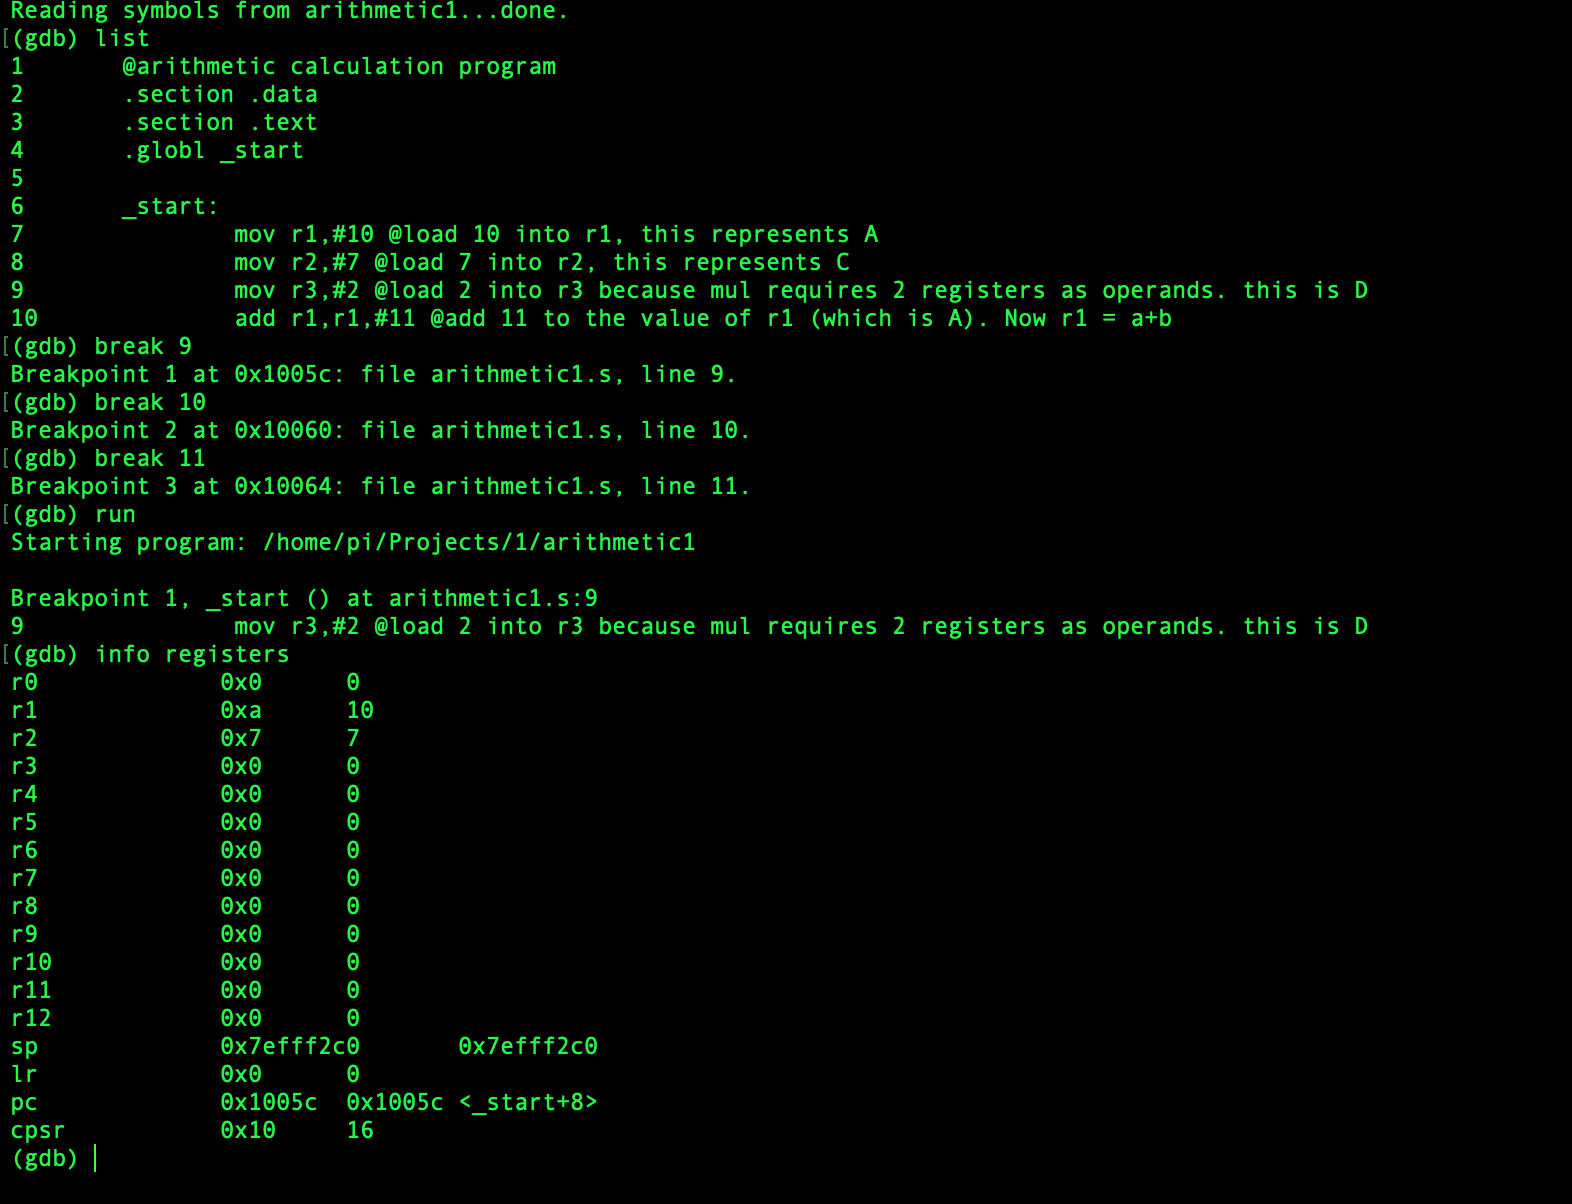 Reading symbols from arithmetic1...done.
[(gdb) list
1       @arithmetic calculation program
2       .section .data
3       .section .text
4       .globl _start
5
6       _start:
7               mov r1,#10 @load 10 into r1, this represents A
8               mov r2,#7 @load 7 into r2, this represents C
9               mov r3,#2 @load 2 into r3 because mul requires 2 registers as operands. this is D
10              add r1,r1,#11 @add 11 to the value of r1 (which is A). Now r1 = a+b
[(gdb) break 9
Breakpoint 1 at 0x1005c: file arithmetic1.s, line 9.
[(gdb) break 10
Breakpoint 2 at 0x10060: file arithmetic1.s, line 10.
[(gdb) break 11
Breakpoint 3 at 0x10064: file arithmetic1.s, line 11.
[(gdb) run
Starting program: /home/pi/Projects/1/arithmetic1

Breakpoint 1, _start () at arithmetic1.s:9
9               mov r3,#2 @load 2 into r3 because mul requires 2 registers as operands. this is D
[(gdb) info registers
r0             0x0      0
r1             0xa      10
r2             0x7      7
r3             0x0      0
r4             0x0      0
r5             0x0      0
r6             0x0      0
r7             0x0      0
r8             0x0      0
r9             0x0      0
r10            0x0      0
r11            0x0      0
r12            0x0      0
sp             0x7efff2c0       0x7efff2c0
lr             0x0      0
pc             0x1005c  0x1005c <_start+8>
cpsr           0x10     16
(gdb)